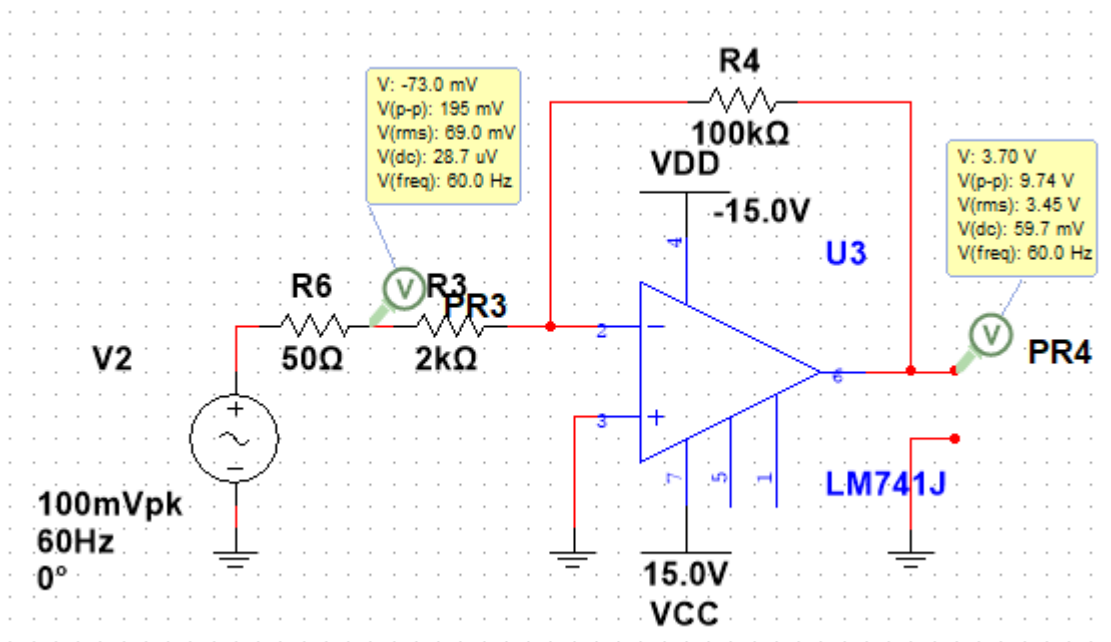 R4
100kΩ
V: -73.0 mV
V(p-p): 195 mV
V(rms): 69.0 mV
V(dc): 28.7 uV
V(freq): 60.0 Hz
VDD
-15.0V
4
U3
V: 3.70 V
V(p-p): 9.74 V
V(rms): 3.45 V
V(dc): 59.7 mV
V(freq): 60.0 Hz
R6
V
R3
PR3
50Ω
2kΩ
2
−
V
PR4
6
V2
3
+
+
−
7
5
1
LM741J
100mVpk
60Hz
0°
15.0V
VCC